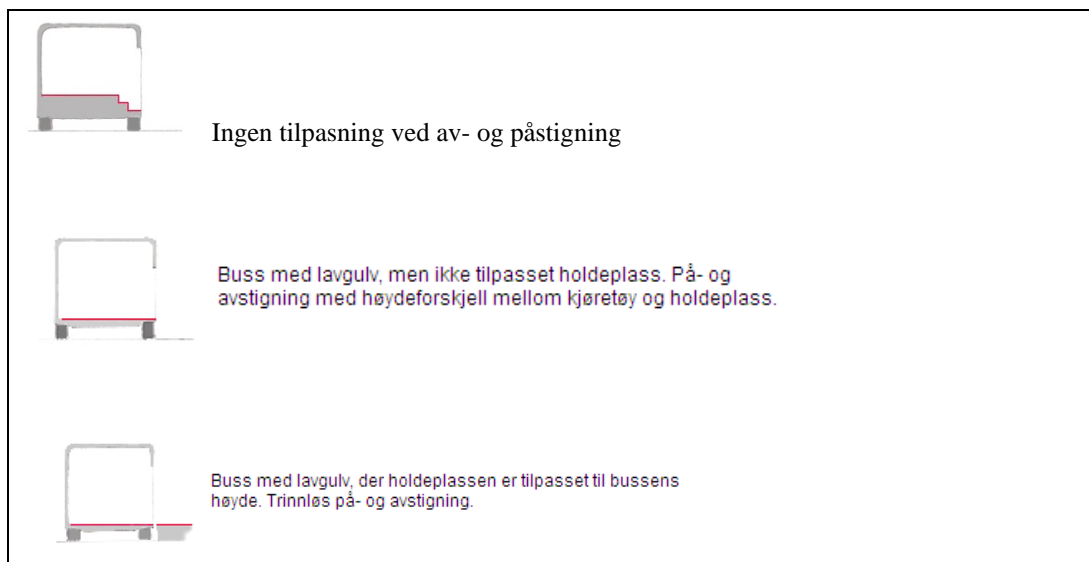 Ingen tilpasning ved av- og påstigning
Buss med lavgulv, men ikke tilpasset holdeplass. På- og
avstigning med høydeforskjell mellom kjøretøy og holdeplass.
Buss med lavgulv, der holdeplassen er tilpasset til bussens
høyde. Trinnløs på- og avstigning.